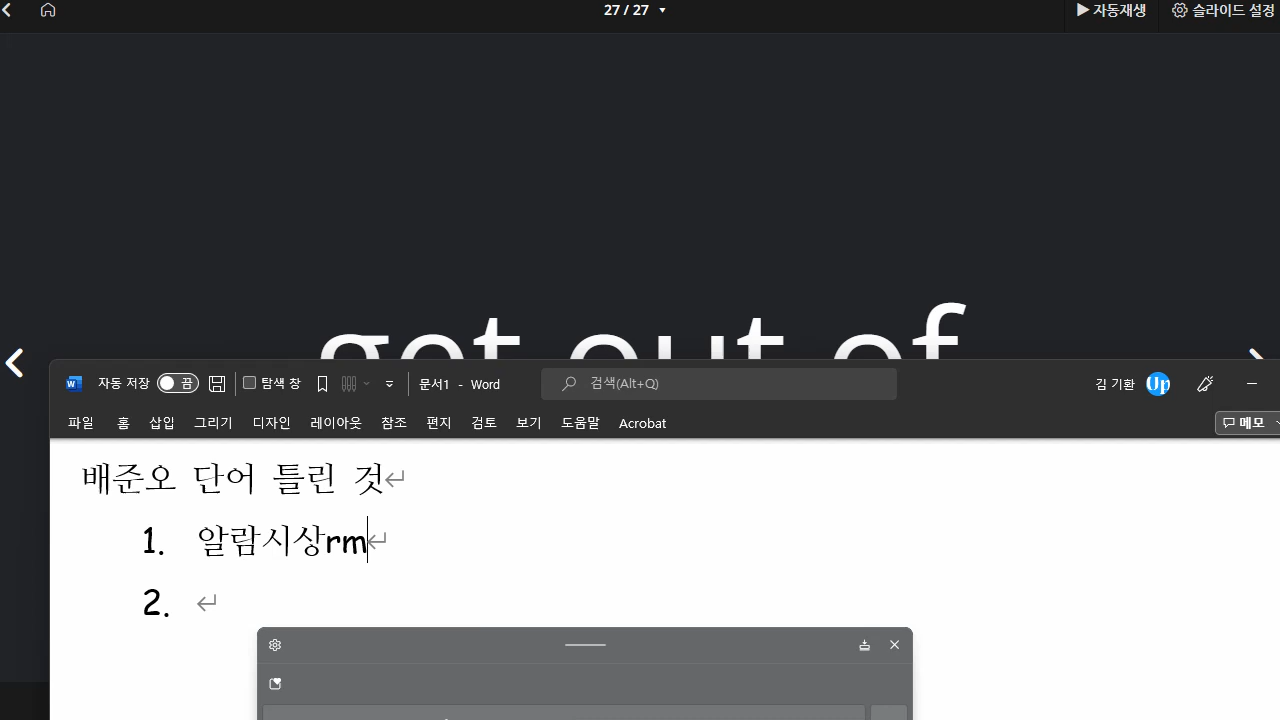 27 / 27
자동재생
슬라이드 설정
get out of
자동 저장 끔 탐색 창 문서1 - Word 검색(Alt+Q) 김 기환 Up
파일 홈 삽입 그리기 디자인 레이아웃 참조 편지 검토 보기 도움말 Acrobat 메모
배준오 단어 틀린 것
1. 알람시상rm
2.